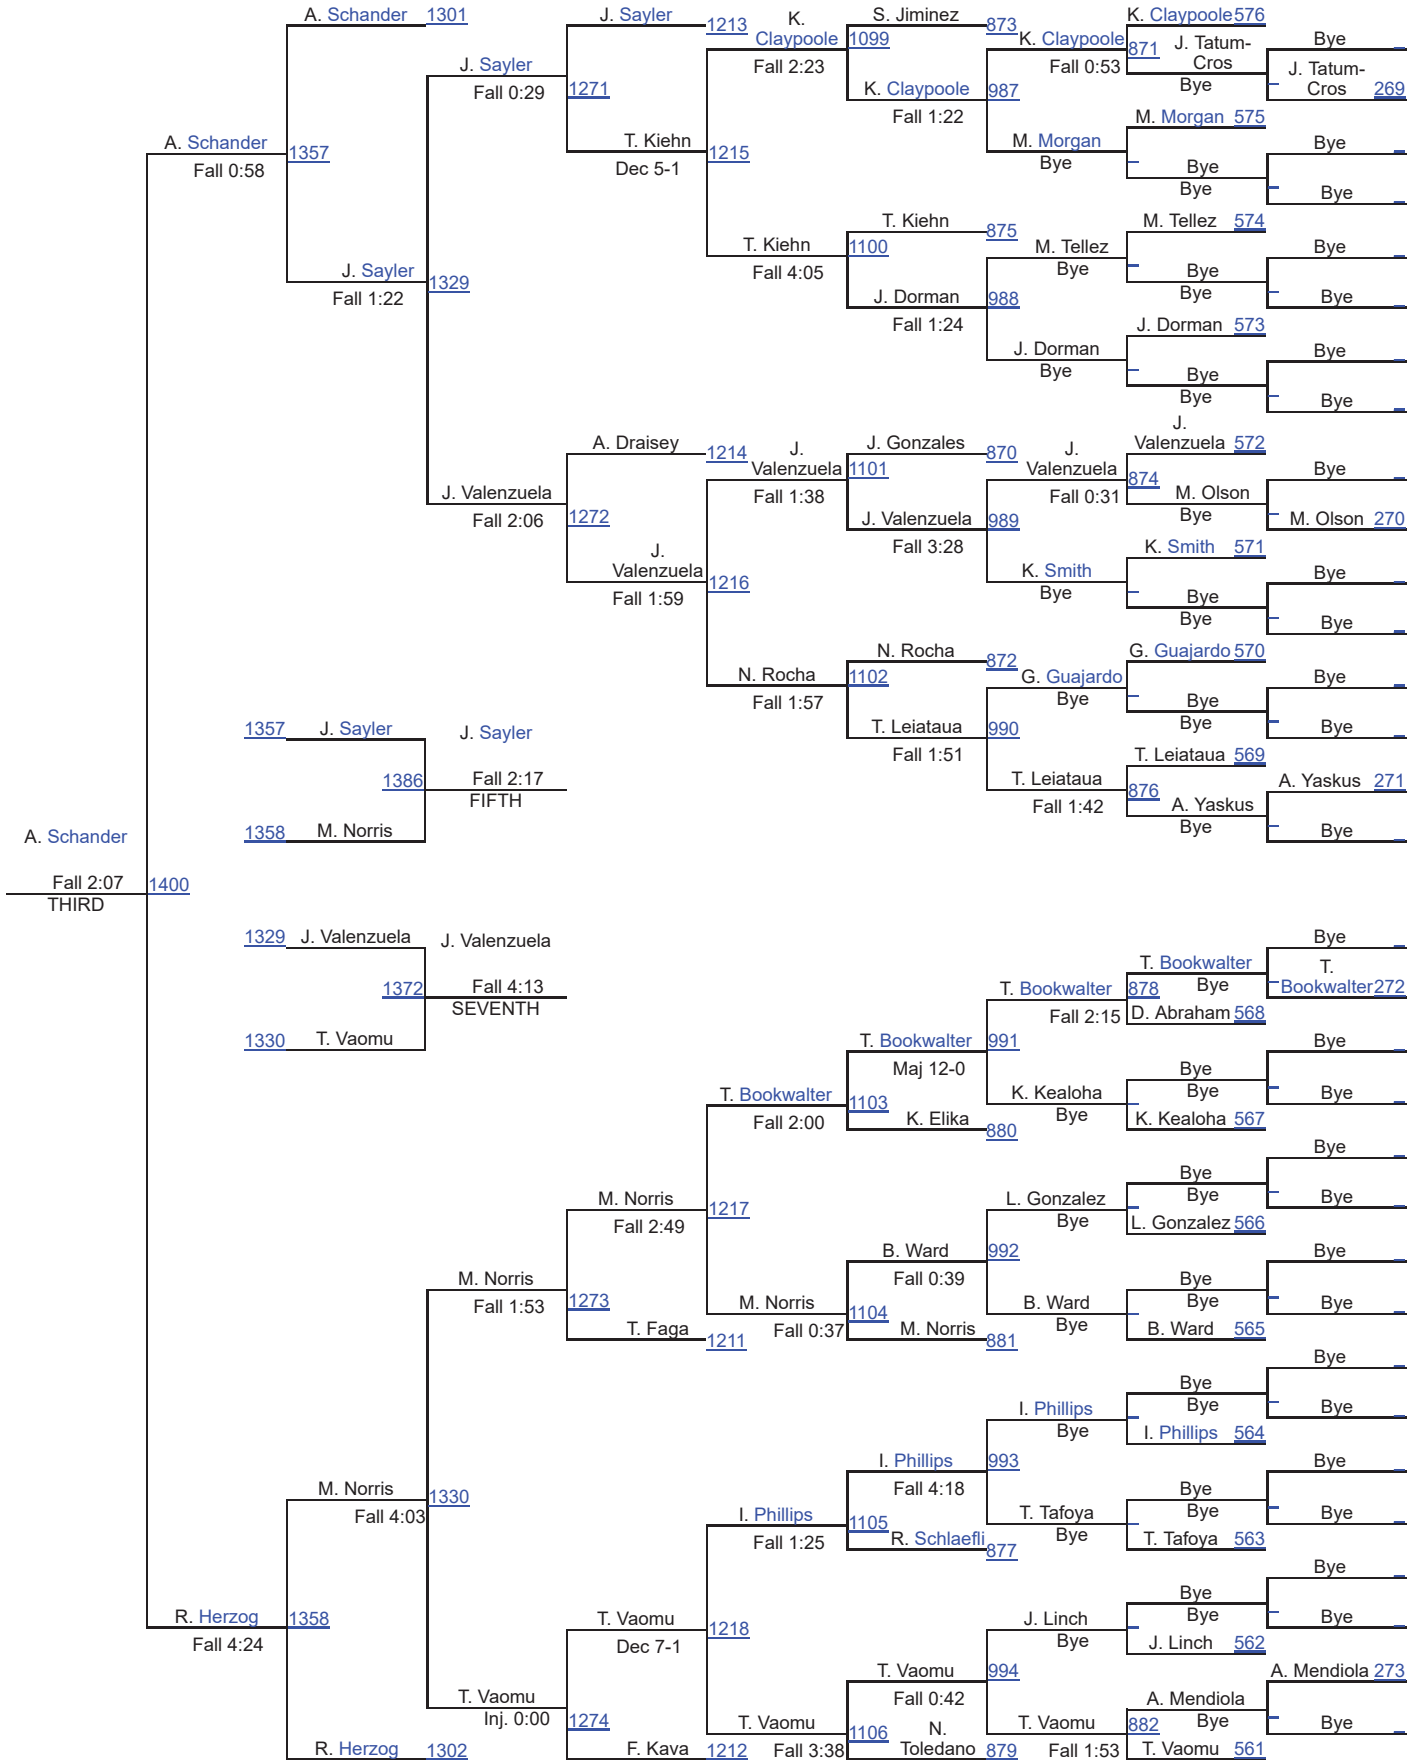 A. Schander 1301
J. Sayler 1213
K.
Claypoole 1099
S. Jiminez 873
K. Claypoole 576
K. Claypoole 871
J. Tatum-
Cros
Bye
J. Sayler
Fall 0:29 1271
Fall 2:23
Fall 0:53
Bye
J. Tatum-
Cros 269
K. Claypoole 987
Fall 1:22
M. Morgan 575
A. Schander
Fall 0:58 1357
T. Kiehn
Dec 5-1 1215
M. Morgan
Bye
Bye
Bye
Bye
Bye
T. Kiehn 875
M. Tellez 574
T. Kiehn
Fall 4:05 1100
M. Tellez
Bye
Bye
Bye
Bye
Bye
J. Sayler
Fall 1:22 1329
J. Dorman
Fall 1:24 988
J. Dorman 573
J. Dorman
Bye
Bye
Bye
Bye
Bye
A. Draisey 1214
J.
Valenzuela 1101
Fall 1:38
J. Gonzales 870
J.
Valenzuela 874
Fall 0:31
J.
Valenzuela 572
Bye
J. Valenzuela
Fall 2:06 1272
J. Valenzuela
Fall 3:28 989
M. Olson
Bye
M. Olson 270
J.
Valenzuela 1216
Fall 1:59
K. Smith 571
K. Smith
Bye
Bye
Bye
Bye
Bye
N. Rocha 872
G. Guajardo 570
N. Rocha
Fall 1:57 1102
G. Guajardo
Bye
Bye
Bye
Bye
Bye
1357 J. Sayler
J. Sayler
T. Leiataua
Fall 1:51 990
T. Leiataua 569
1386 Fall 2:17
FIFTH
T. Leiataua
Fall 1:42 876
A. Yaskus
Bye
A. Yaskus 271
Bye
1358 M. Norris
A. Schander
Fall 2:07 1400
THIRD
1329 J. Valenzuela
J. Valenzuela
Bye
1372 Fall 4:13
SEVENTH
T. Bookwalter
Fall 2:15 878
T. Bookwalter
Bye
T.
Bookwalter 272
D. Abraham 568
1330 T. Vaomu
T. Bookwalter
Maj 12-0 991
Bye
T. Bookwalter
Fall 2:00 1103
K. Kealoha
Bye
Bye
Bye
Bye
K. Elika 880
K. Kealoha 567
M. Norris
Fall 2:49 1217
L. Gonzalez
Bye
Bye
Bye
Bye
Bye
L. Gonzalez 566
M. Norris
Fall 1:53 1273
B. Ward
Fall 0:39 992
Bye
M. Norris
Fall 0:37 1104
B. Ward
Bye
Bye
Bye
Bye
T. Faga 1211
M. Norris 881
B. Ward 565
I. Phillips
Bye
Bye
Bye
Bye
Bye
I. Phillips 564
M. Norris
Fall 4:03 1330
I. Phillips
Fall 4:18 993
Bye
I. Phillips
Fall 1:25 1105
T. Tafoya
Bye
Bye
Bye
Bye
R. Schlaefli 877
T. Tafoya 563
R. Herzog
Fall 4:24 1358
T. Vaomu
Dec 7-1 1218
J. Linch
Bye
Bye
Bye
Bye
Bye
J. Linch 562
T. Vaomu
Inj. 0:00 1274
T. Vaomu
Fall 0:42 994
A. Mendiola 273
T. Vaomu
Fall 3:38 1106
N.
Toledano 879
T. Vaomu
Fall 1:53 882
A. Mendiola
Bye
Bye
R. Herzog 1302
F. Kava 1212
T. Vaomu 561